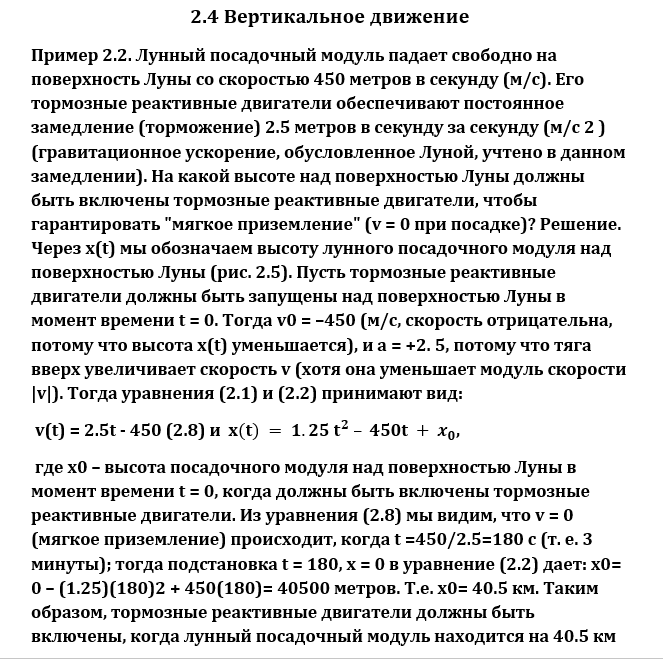 2.4 Вертикальное движение
Пример 2.2. Лунный посадочный модуль падает свободно на
поверхность Луны со скоростью 450 метров в секунду (м/с). Его
тормозные реактивные двигатели обеспечивают постоянное
замедление (торможение) 2.5 метров в секунду за секунду (м/с 2 )
(гравитационное ускорение, обусловленное Луной, учтено в данном
замедлении). На какой высоте над поверхностью Луны должны
быть включены тормозные реактивные двигатели, чтобы
гарантировать "мягкое приземление" (v = 0 при посадке)? Решение.
Через x(t) мы обозначаем высоту лунного посадочного модуля над
поверхностью Луны (рис. 2.5). Пусть тормозные реактивные
двигатели должны быть запущены над поверхностью Луны в
момент времени t = 0. Тогда v0 = –450 (м/с, скорость отрицательна,
потому что высота x(t) уменьшается), и a = +2. 5, потому что тяга
вверх увеличивает скорость v (хотя она уменьшает модуль скорости
|v|). Тогда уравнения (2.1) и (2.2) принимают вид:
v(t) = 2.5t - 450 (2.8) и x(t) = 1.25 t² – 450t + x₀,
где x0 – высота посадочного модуля над поверхностью Луны в
момент времени t = 0, когда должны быть включены тормозные
реактивные двигатели. Из уравнения (2.8) мы видим, что v = 0
(мягкое приземление) происходит, когда t =450/2.5=180 с (т. е. 3
минуты); тогда подстановка t = 180, x = 0 в уравнение (2.2) дает: x0=
0 – (1.25)(180)2 + 450(180)= 40500 метров. Т.е. x0= 40.5 км. Таким
образом, тормозные реактивные двигатели должны быть
включены, когда лунный посадочный модуль находится на 40.5 км